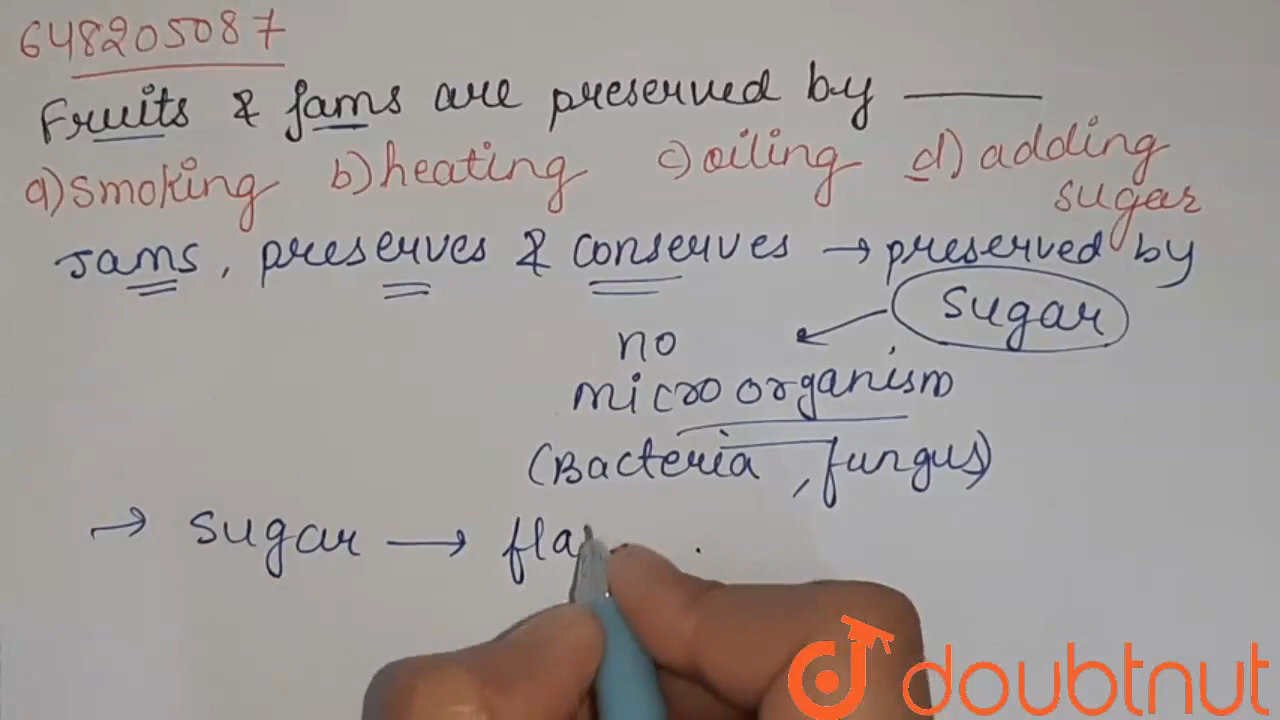 648205087
Fruits & Jams are preserved by ____
a) smoking b) heating c) oiling d) adding
sugar
Jams, preserves & conserves → preserved by
sugar
no
microorganism
(Bacteria, fungus)
→ sugar → fla
doubtnut